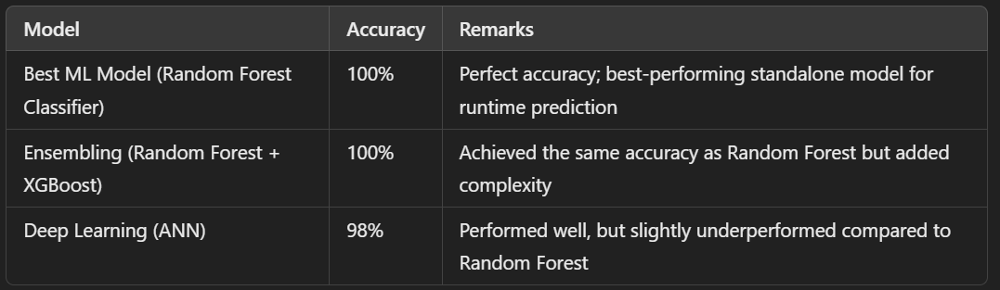 Model Accuracy Remarks
Best ML Model (Random Forest 100% Perfect accuracy; best-performing standalone model for
Classifier) runtime prediction
Ensembling (Random Forest + 100% Achieved the same accuracy as Random Forest but added
XGBoost) complexity
Deep Learning (ANN) 98% Performed well, but slightly underperformed compared to
Random Forest